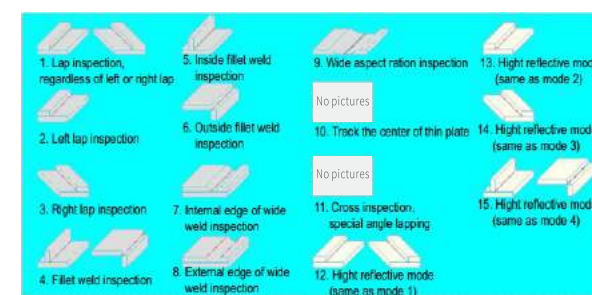 1. Lap inspection,
regardless of left or right lap
2. Left lap inspection
3. Right lap inspection
4. Fillet weld inspection
5. Inside fillet weld
inspection
6. Outside fillet weld
inspection
7. Internal edge of wide
weld inspection
8. External edge of wide
weld inspection
9. Wide aspect ration inspection
No pictures
10. Track the center of thin plate
No pictures
11. Cross inspection,
special angle lapping
12. Hight reflective mode
(same as mode 1)
13. Hight reflective mod
(same as mode 2)
14. Hight reflective mod
(same as mode 3)
15. Hight reflective mod
(same as mode 4)